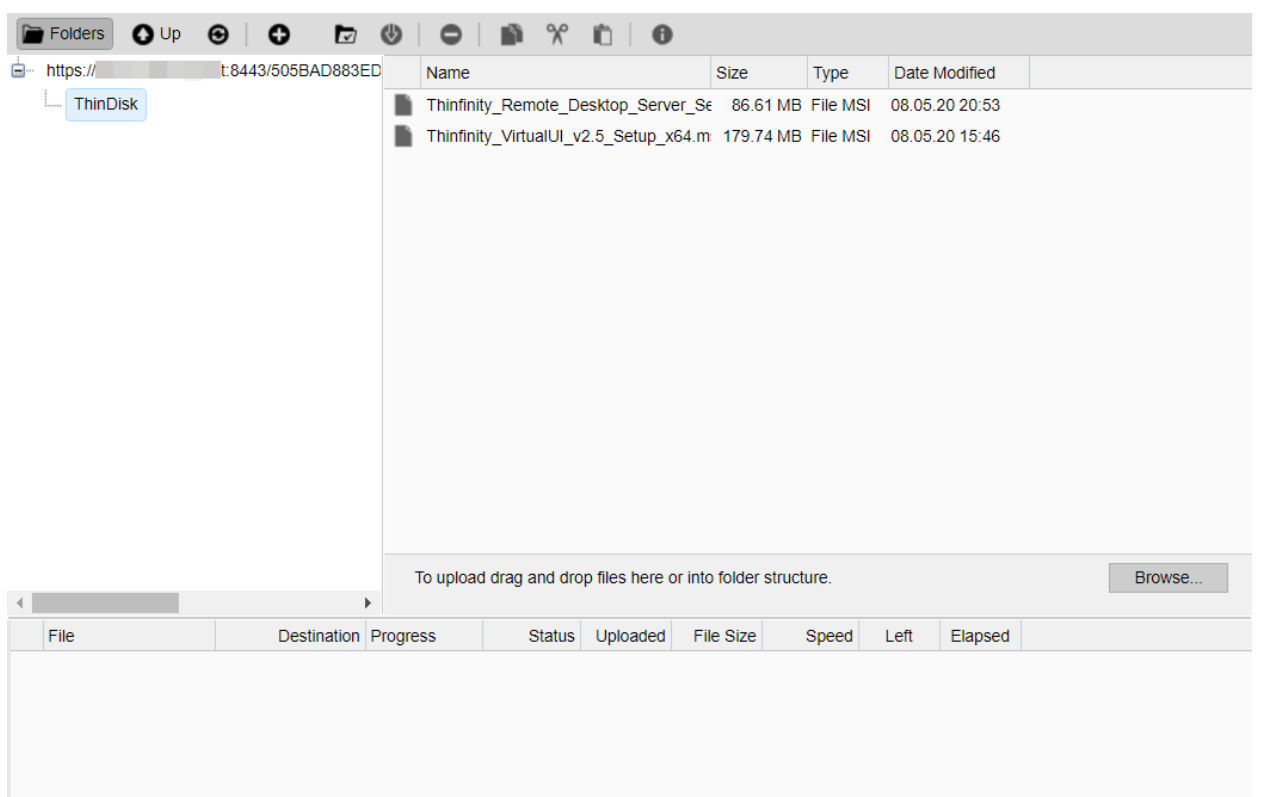 Folders Up
https:// t:8443/505BAD883ED
ThinDisk
Name Size Type Date Modified
Thinfinity_Remote_Desktop_Server_Se 86.61 MB File MSI 08.05.20 20:53
Thinfinity_VirtualUI_v2.5_Setup_x64.m 179.74 MB File MSI 08.05.20 15:46
To upload drag and drop files here or into folder structure.
Browse...
File Destination Progress Status Uploaded File Size Speed Left Elapsed